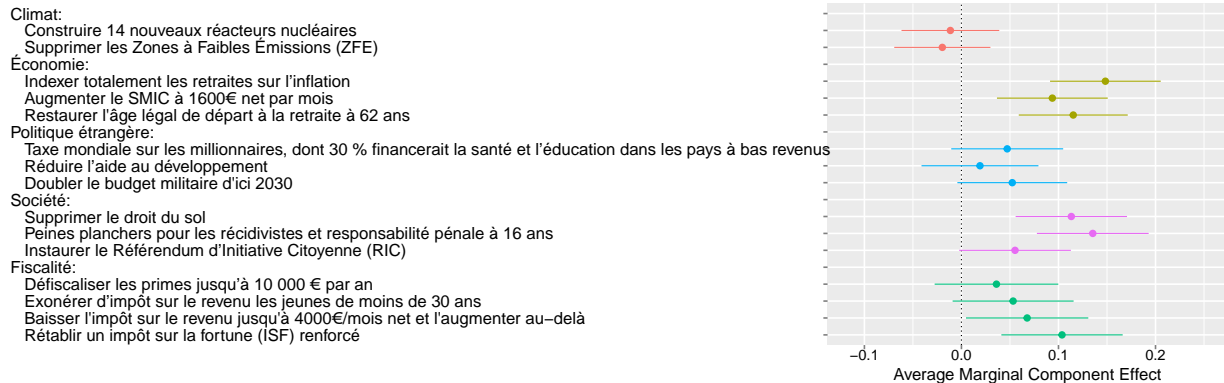 Climat:
Construire 14 nouveaux réacteurs nucléaires
Supprimer les Zones à Faibles Émissions (ZFE)
Économie:
Indexer totalement les retraites sur l'inflation
Augmenter le SMIC à 1600€ net par mois
Restaurer l'âge légal de départ à la retraite à 62 ans
Politique étrangère:
Taxe mondiale sur les millionnaires, dont 30 % financerait la santé et l'éducation dans les pays à bas revenus
Réduire l'aide au développement
Doubler le budget militaire d'ici 2030
Société:
Supprimer le droit du sol
Peines planchers pour les récidivistes et responsabilité pénale à 16 ans
Instaurer le Référendum d'Initiative Citoyenne (RIC)
Fiscalité:
Défiscaliser les primes jusqu'à 10 000 € par an
Exonérer d'impôt sur le revenu les jeunes de moins de 30 ans
Baisser l'impôt sur le revenu jusqu'à 4000€/mois net et l'augmenter au−delà
Rétablir un impôt sur la fortune (ISF) renforcé
−0.1 0.0 0.1 0.2
Average Marginal Component Effect